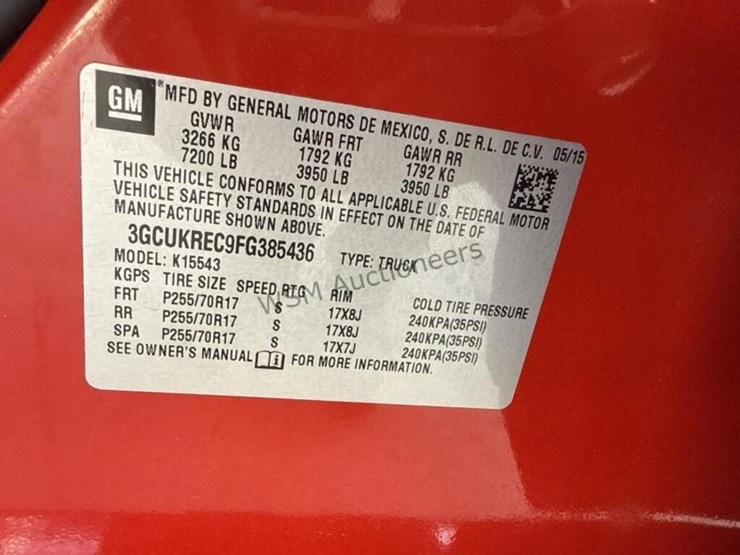 GM
*MFD BY GENERAL MOTORS DE MEXICO, S. DE R.L. DE C.V. 05/15
GVWR GAWR FRT GAWR RR
3266 KG 1792 KG 1792 KG
7200 LB 3950 LB 3950 LB
THIS VEHICLE CONFORMS TO ALL APPLICABLE U.S. FEDERAL MOTOR
VEHICLE SAFETY STANDARDS IN EFFECT ON THE DATE OF
MANUFACTURE SHOWN ABOVE.
3GCUKREC9FG385436 TYPE: TRUCK
MODEL: K15543
KGPS TIRE SIZE SPEED RTG RIM COLD TIRE PRESSURE
FRT P255/70R17 S 17X8J 240KPA(35PSI)
RR P255/70R17 S 17X8J 240KPA(35PSI)
SPA P255/70R17 S 17X7J 240KPA(35PSI)
SEE OWNER'S MANUAL i FOR MORE INFORMATION.
WSM Auctioneers